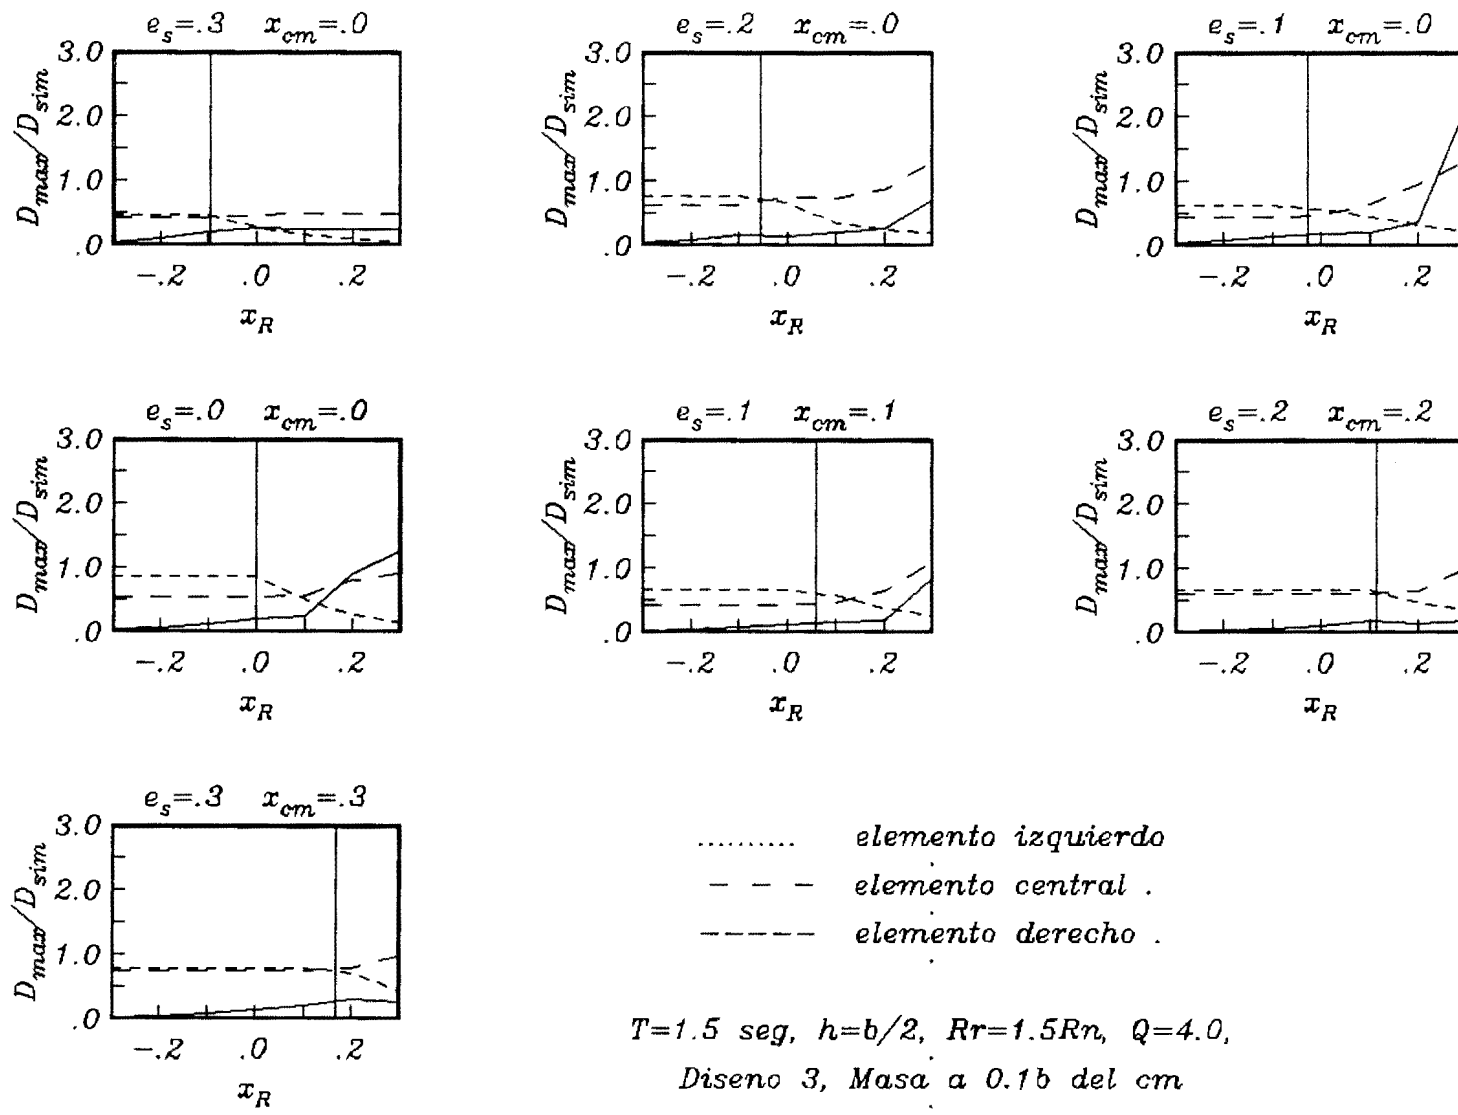 e_s=.3 x_cm=.0
e_s=.2 x_cm=.0
e_s=.1 x_cm=.0
D_max/D_sim
3.0
2.0
1.0
.0
-.2 .0 .2
x_R
D_max/D_sim
3.0
2.0
1.0
.0
-.2 .0 .2
x_R
D_max/D_sim
3.0
2.0
1.0
.0
-.2 .0 .2
x_R
e_s=.0 x_cm=.0
e_s=.1 x_cm=.1
e_s=.2 x_cm=.2
D_max/D_sim
3.0
2.0
1.0
.0
-.2 .0 .2
x_R
D_max/D_sim
3.0
2.0
1.0
.0
-.2 .0 .2
x_R
D_max/D_sim
3.0
2.0
1.0
.0
-.2 .0 .2
x_R
e_s=.3 x_cm=.3
D_max/D_sim
3.0
2.0
1.0
.0
-.2 .0 .2
x_R
elemento izquierdo
elemento central .
elemento derecho .
T=1.5 seg, h=b/2, Rr=1.5Rn, Q=4.0,
Diseno 3, Masa a 0.1b del cm